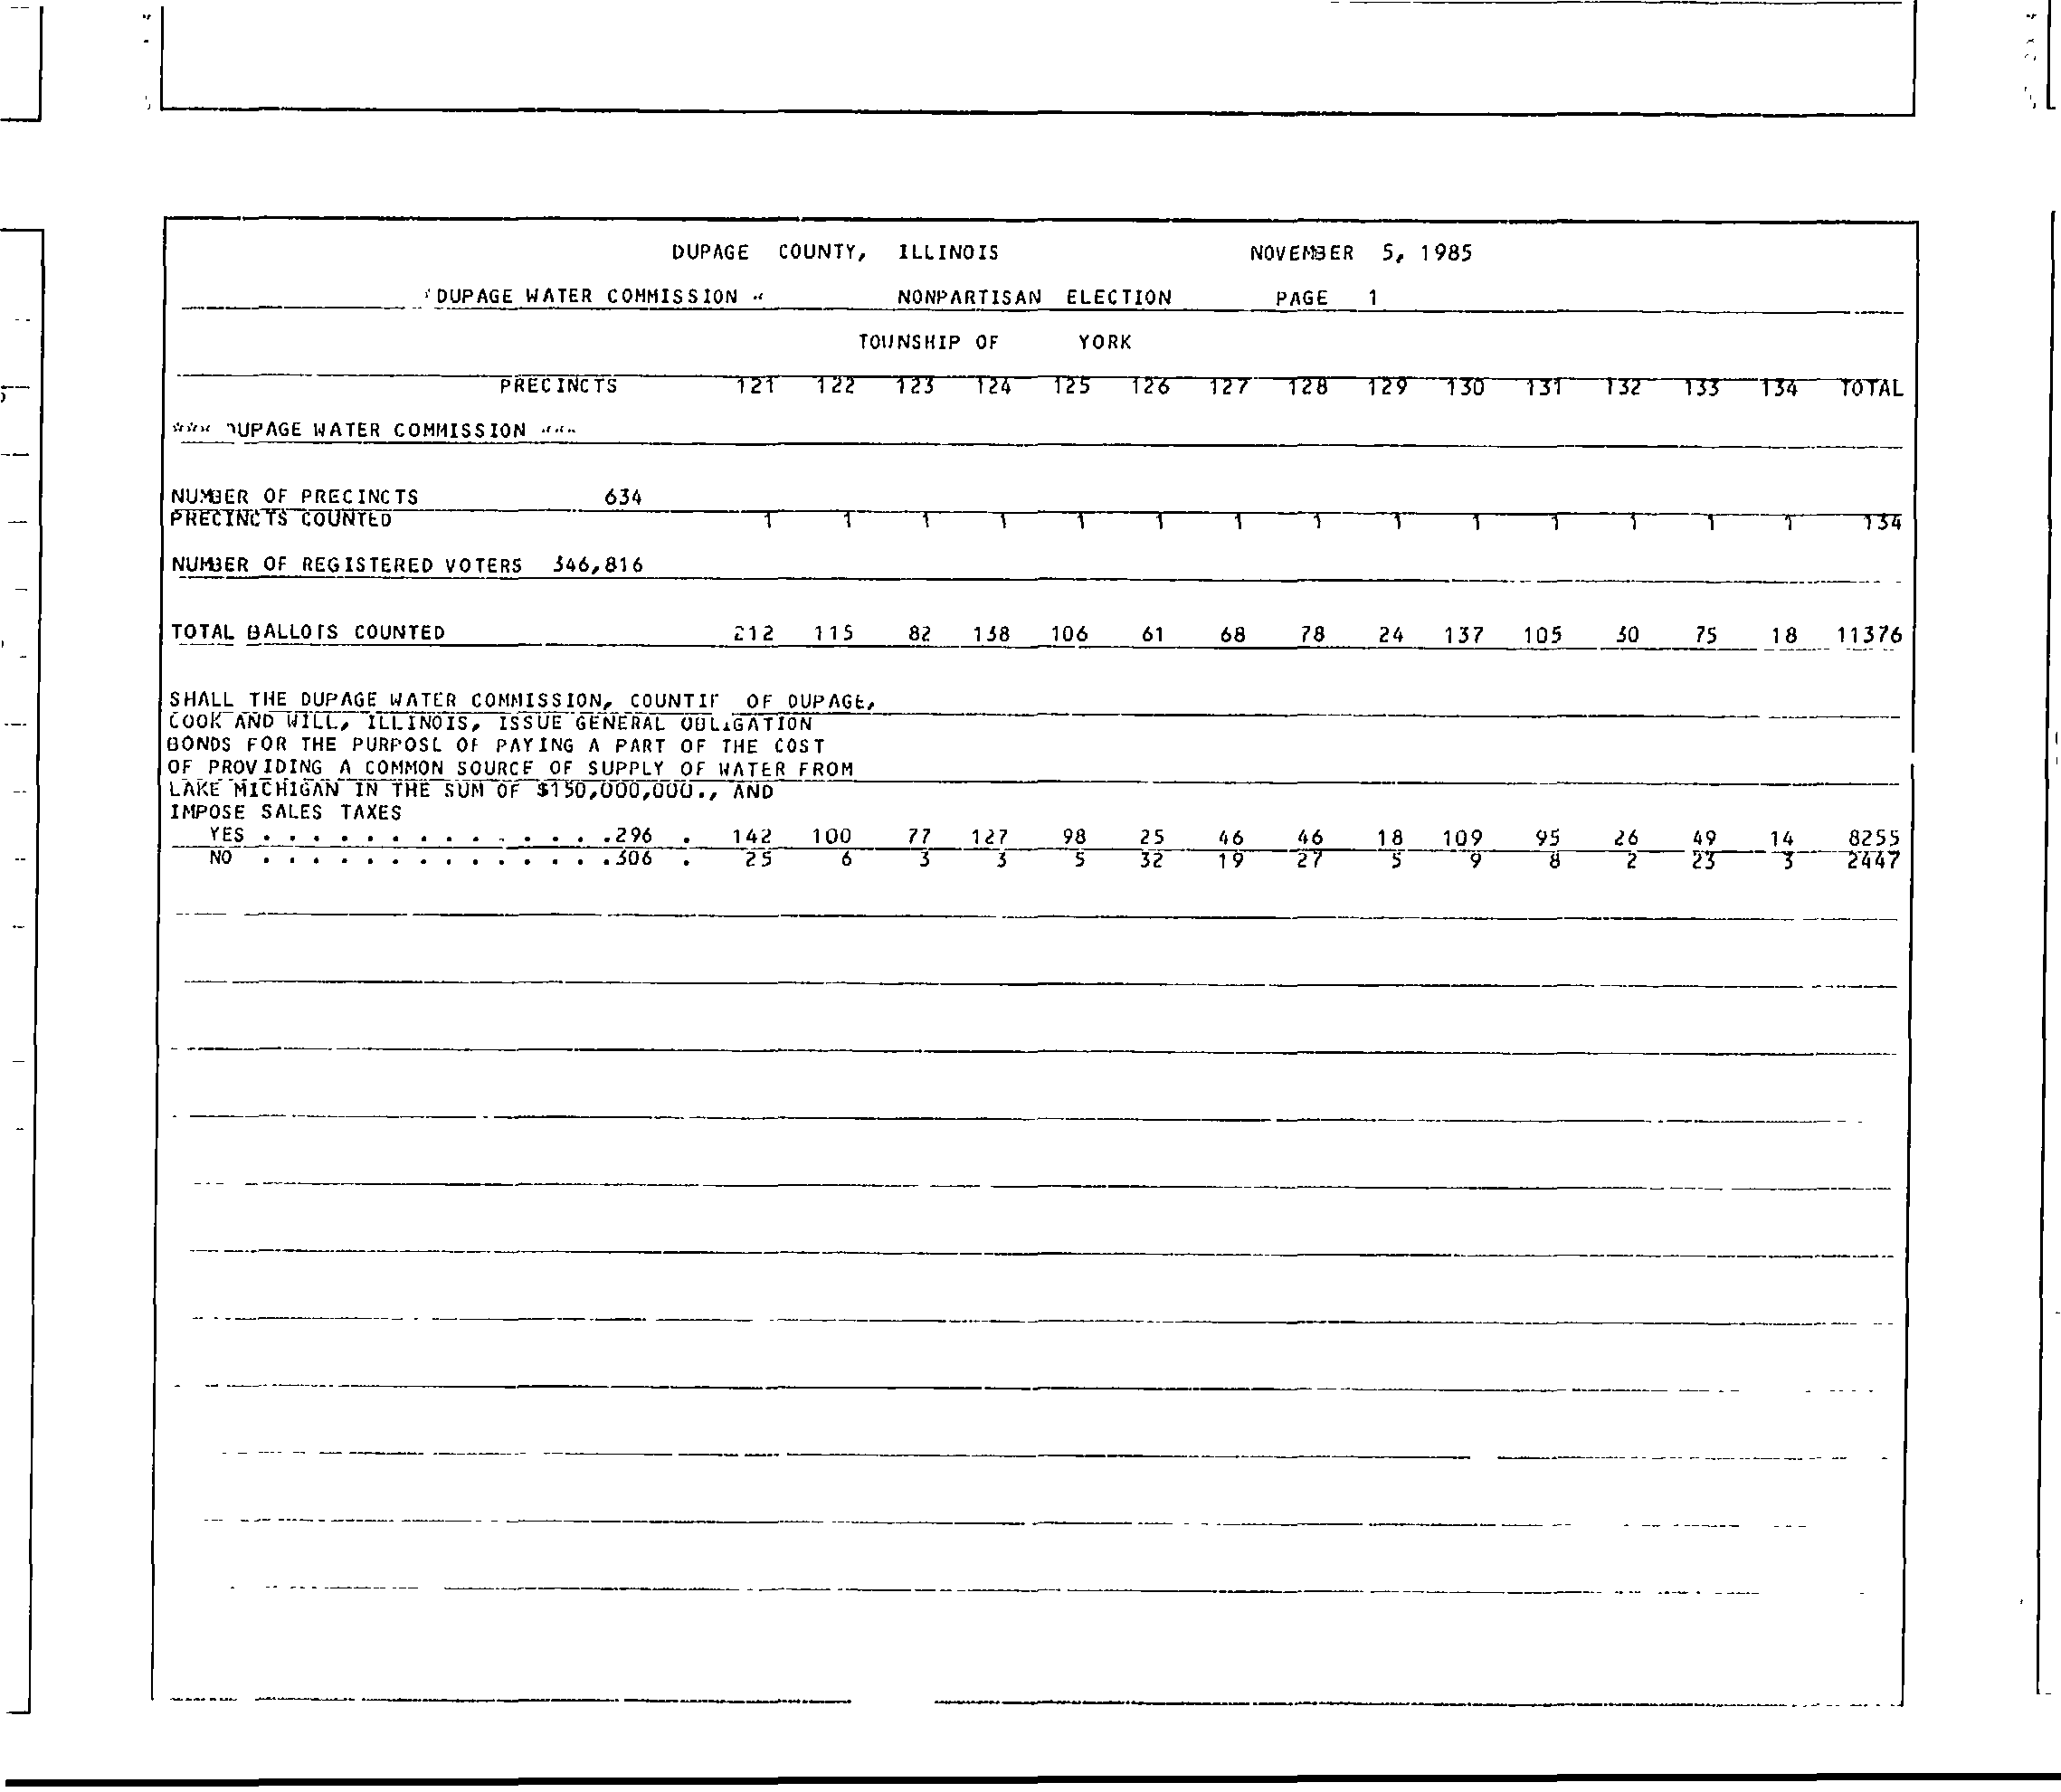 DUPAGE COUNTY, ILLINOIS NOVEMBER 5, 1985
DUPAGE WATER COMMISSION NONPARTISAN ELECTION PAGE 1
TOWNSHIP OF YORK
PRECINCTS 121 122 123 124 125 126 127 128 129 130 131 132 133 134 TOTAL
*** DUPAGE WATER COMMISSION ***
NUMBER OF PRECINCTS 634
PRECINCTS COUNTED 1 1 1 1 1 1 1 1 1 1 1 1 1 1 134
NUMBER OF REGISTERED VOTERS 346,816
TOTAL BALLOTS COUNTED 212 115 82 138 106 61 68 78 24 137 105 30 75 18 11376
SHALL THE DUPAGE WATER COMMISSION, OF DUPAGE,
COOK AND WILL, ILLINOIS, ISSUE GENERAL OBLIGATION
BONDS FOR THE PURPOSE OF PAYING A PART OF THE COST
OF PROVIDING A COMMON SOURCE OF SUPPLY OF WATER FROM
LAKE MICHIGAN IN THE SUM OF $150,000,000., AND
IMPOSE SALES TAXES
YES . . . . . . . . . . . . . . .296 . 142 100 77 127 98 25 46 46 18 109 95 26 49 14 8255
NO . . . . . . . . . . . . . . .306 . 25 6 3 3 5 32 19 27 5 9 8 2 23 3 2447